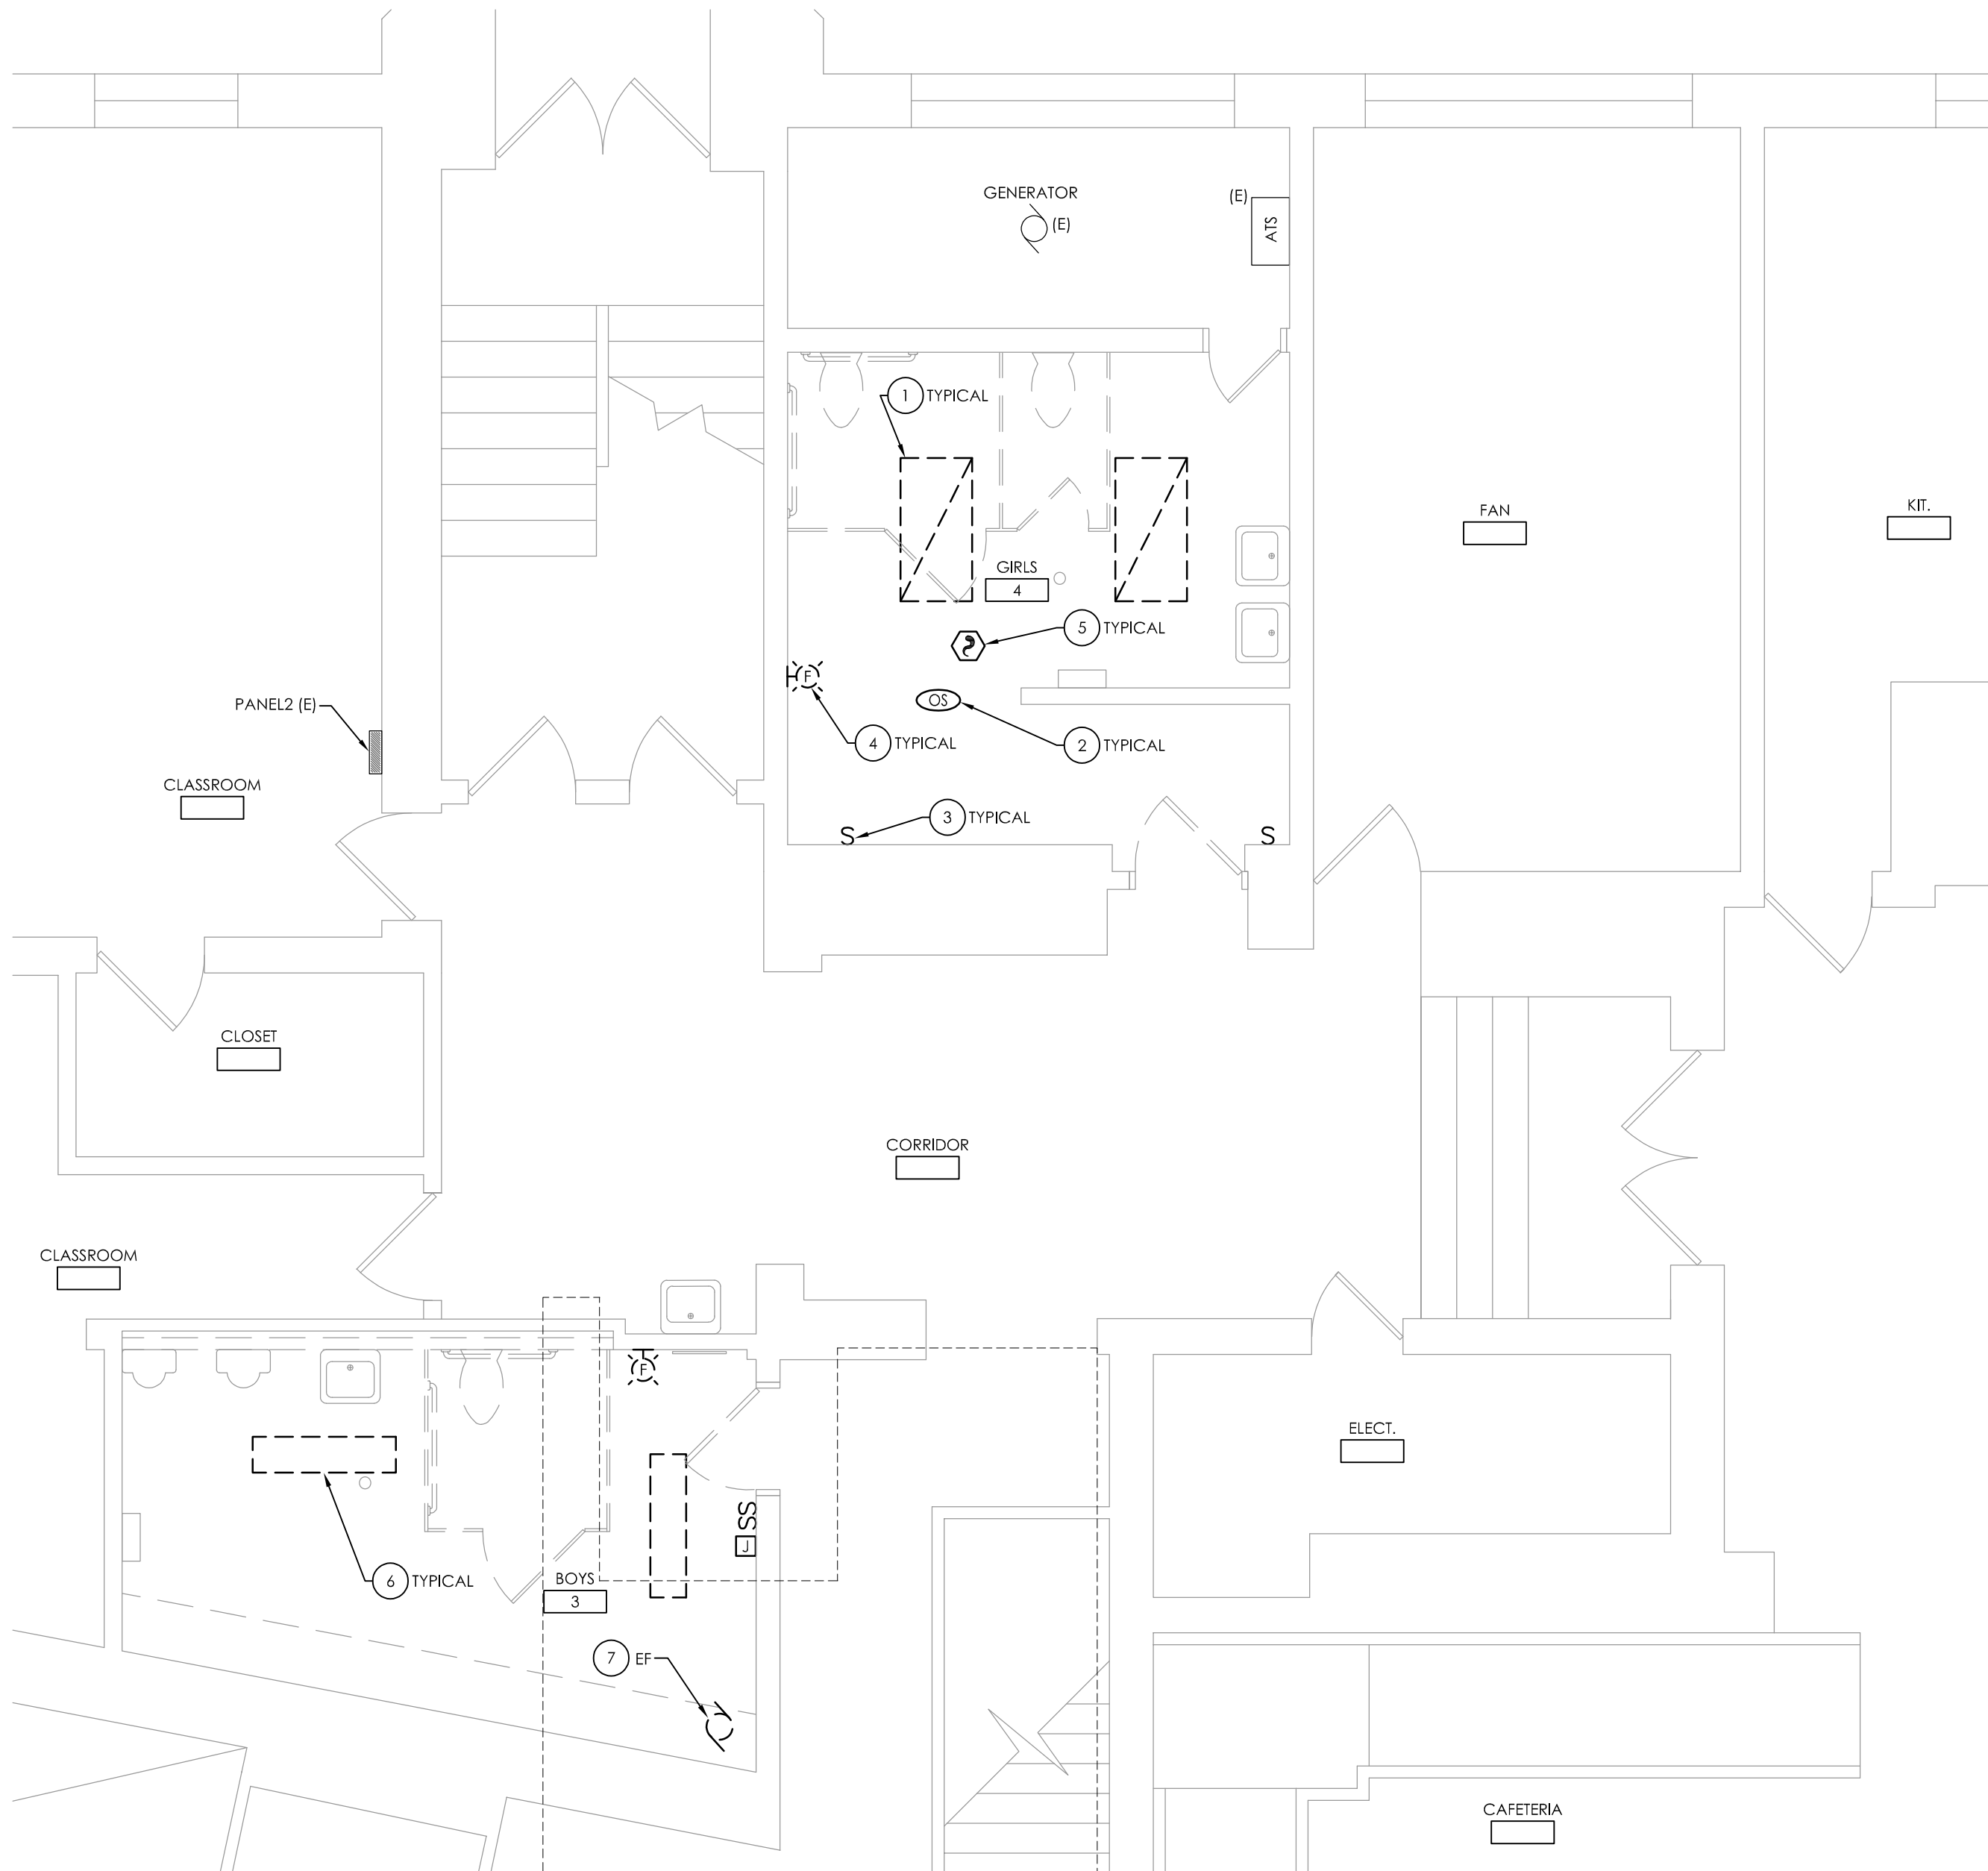 GENERATOR
(E)
(E)
ATS
1 TYPICAL
FAN
KIT.
GIRLS
4
5 TYPICAL
F
OS
PANEL2 (E)
4 TYPICAL
2 TYPICAL
CLASSROOM
3 TYPICAL
S
S
CLOSET
CORRIDOR
CLASSROOM
F
ELECT.
SS
J
6 TYPICAL
BOYS
3
7 EF
CAFETERIA